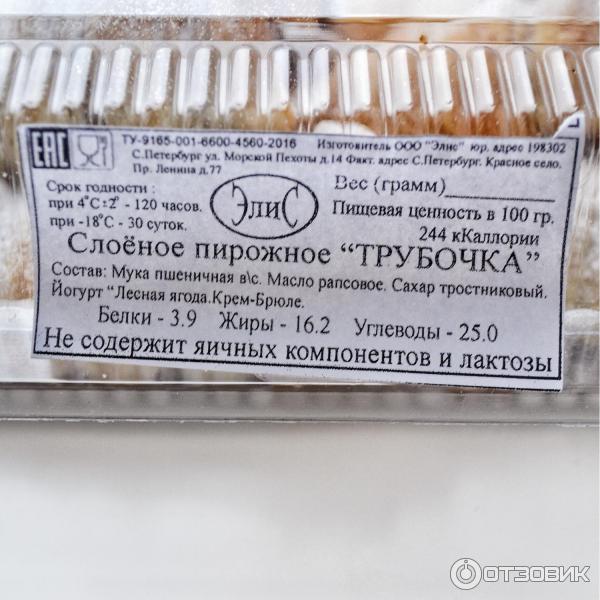 EAC ТУ-9165-001-6600-4560-2016 Изготовитель ООО "Элис" юр. адрес 198302
С.Петербург ул. Морской Пехоты д.14 Факт. адрес С.Петербург. Красное село.
Пр. Ленина д.77
Срок годности :
при 4°C±2° - 120 часов.
при -18°C - 30 суток.
ЭлиС
Вес (грамм)
Пищевая ценность в 100 гр.
244 кКаллории
Слоёное пирожное “ТРУБОЧКА”
Состав: Мука пшеничная в\с. Масло рапсовое. Сахар тростниковый.
Йогурт “Лесная ягода.Крем-Брюле.
Белки - 3.9 Жиры - 16.2 Углеводы - 25.0
Не содержит яичных компонентов и лактозы
ОТЗОВИК